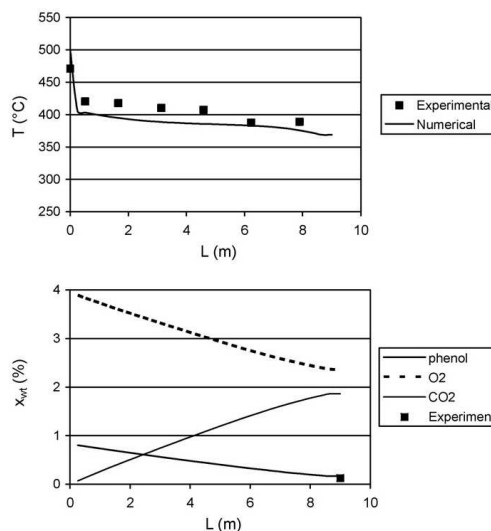 550
500
450
400
350
300
250
T (°C)
0 2 4 6 8 10
L (m)
Experimental
Numerical
4
3
2
1
0
x_wt (%)
0 2 4 6 8 10
L (m)
phenol
O2
CO2
Experiment